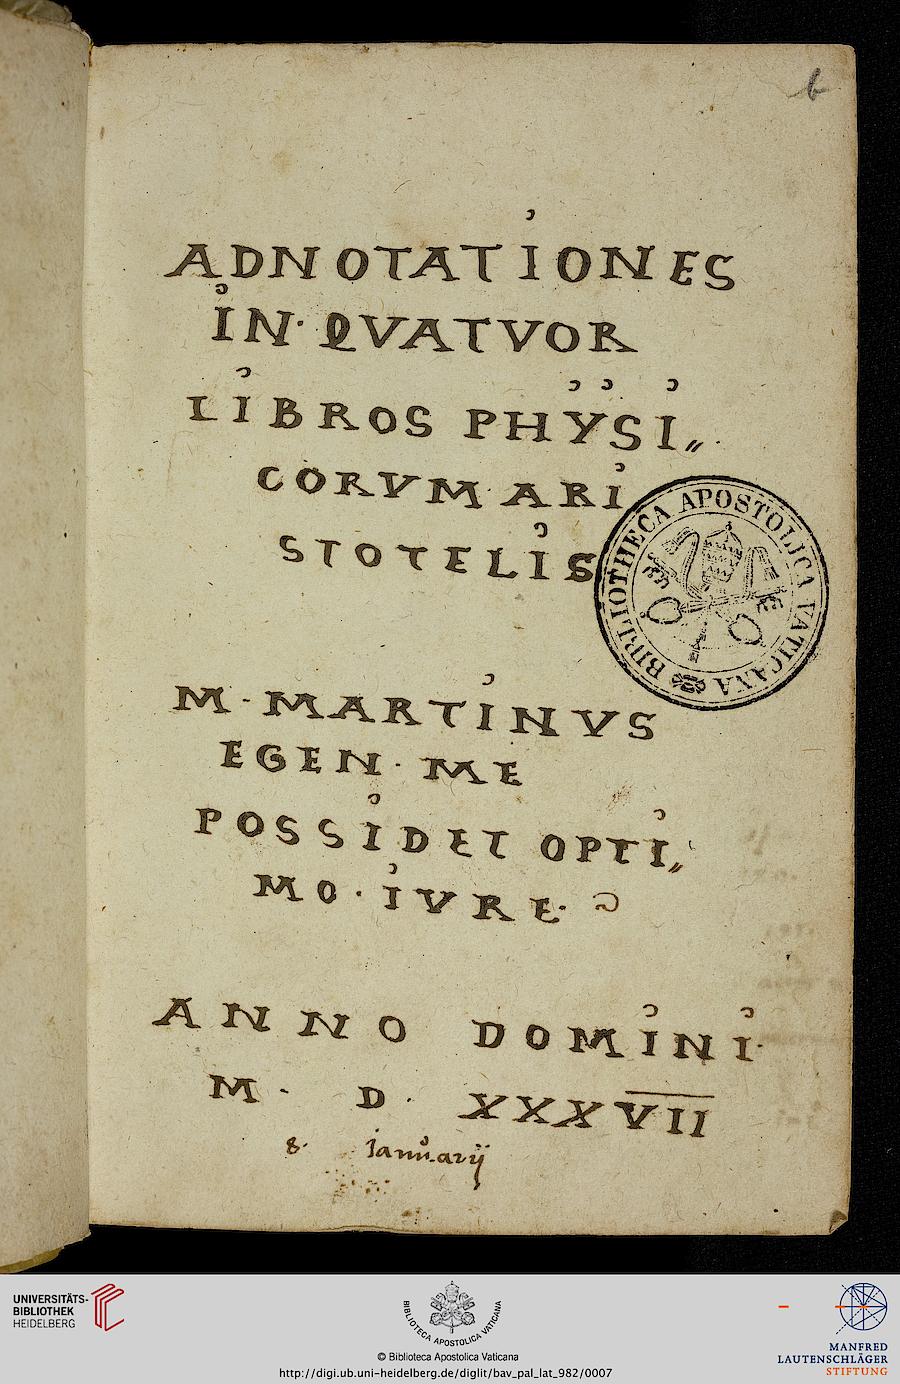 6
ADNOTATIONES
IN· QVATVOR
LIBROS PHYSI„
CORVM ARI
STOTELIS
BIBLIOTHECA APOSTOLICA VATICANA
M· MARTINVS
EGEN· ME
POSSIDET OPTI„
MO· IVRE·
ANNO DOMINI·
M· D· XXXVII
8· Ianuarij
UNIVERSITÄTS-
BIBLIOTHEK
HEIDELBERG
BIBLIOTECA APOSTOLICA VATICANA
© Biblioteca Apostolica Vaticana
http://digi.ub.uni-heidelberg.de/diglit/bav_pal_lat_982/0007
MANFRED
LAUTENSCHLÄGER
STIFTUNG